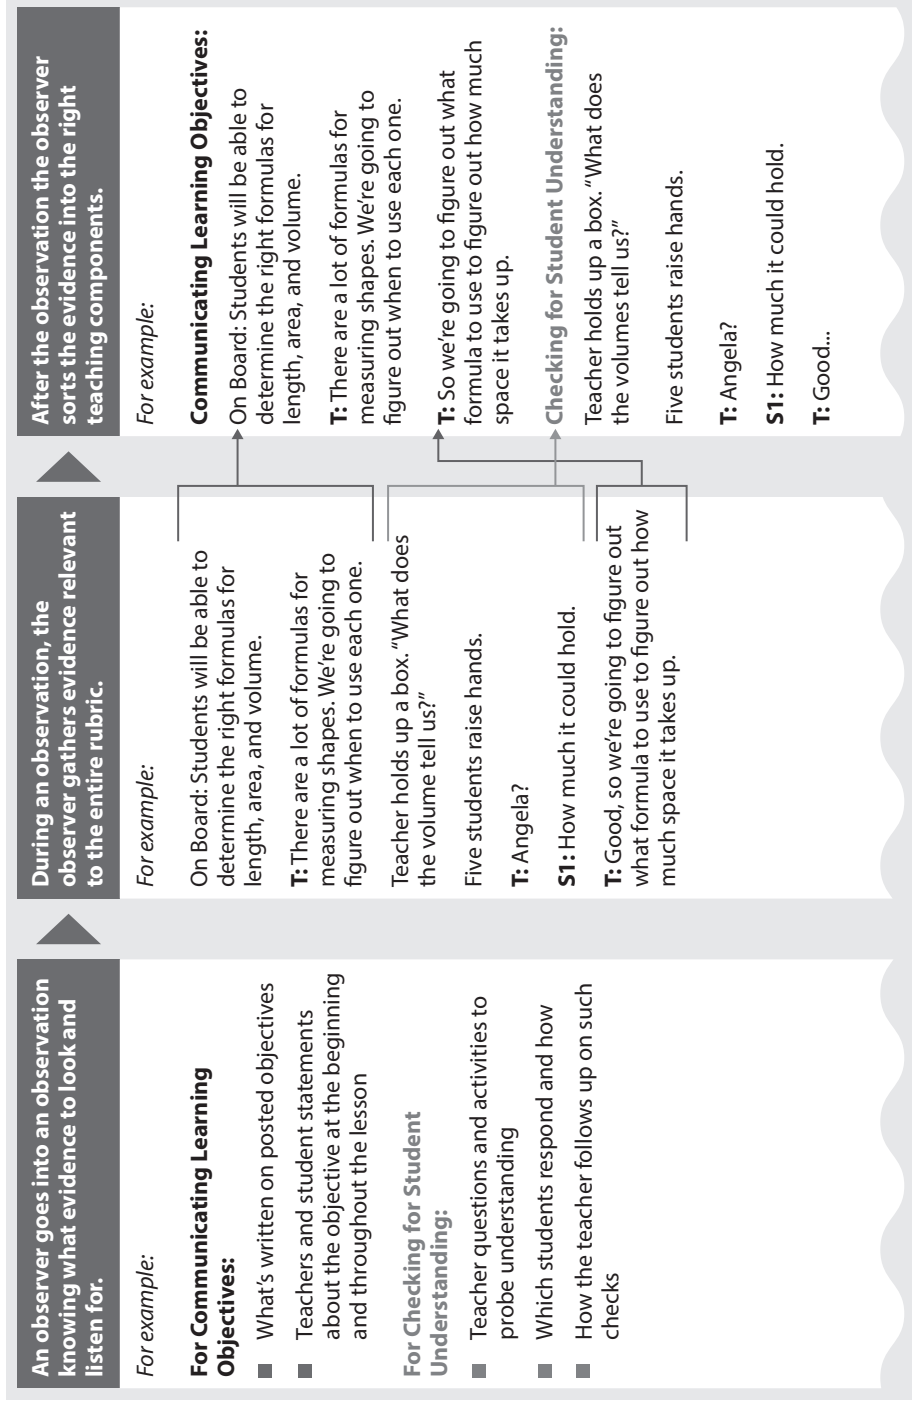 An observer goes into an observation
knowing what evidence to look and
listen for.
For example:
For Communicating Learning
Objectives:
■ What's written on posted objectives
■ Teachers and student statements
about the objective at the beginning
and throughout the lesson
For Checking for Student
Understanding:
■ Teacher questions and activities to
probe understanding
■ Which students respond and how
■ How the teacher follows up on such
checks
During an observation, the
observer gathers evidence relevant
to the entire rubric.
For example:
On Board: Students will be able to
determine the right formulas for
length, area, and volume.
T: There are a lot of formulas for
measuring shapes. We're going to
figure out when to use each one.
Teacher holds up a box. "What does
the volume tell us?"
Five students raise hands.
T: Angela?
S1: How much it could hold.
T: Good, so we're going to figure out
what formula to use to figure out how
much space it takes up.
After the observation the observer
sorts the evidence into the right
teaching components.
For example:
Communicating Learning Objectives:
On Board: Students will be able to
determine the right formulas for
length, area, and volume.
T: There are a lot of formulas for
measuring shapes. We're going to
figure out when to use each one.
T: So we're going to figure out what
formula to use to figure out how much
space it takes up.
Checking for Student Understanding:
Teacher holds up a box. "What does
the volumes tell us?"
Five students raise hands.
T: Angela?
S1: How much it could hold.
T: Good...